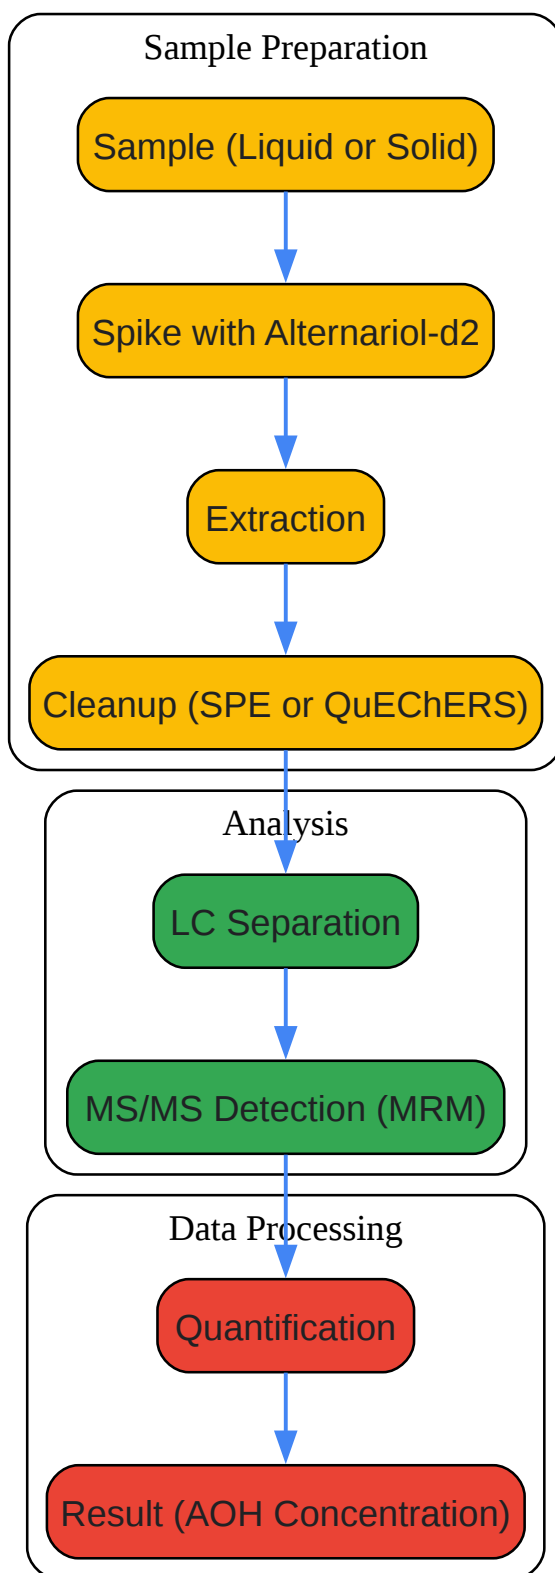 Sample Preparation
Sample (Liquid or Solid)
Spike with Alternariol-d2
Extraction
Cleanup (SPE or QuEChERS)
Analysis
LC Separation
MS/MS Detection (MRM)
Data Processing
Quantification
Result (AOH Concentration)